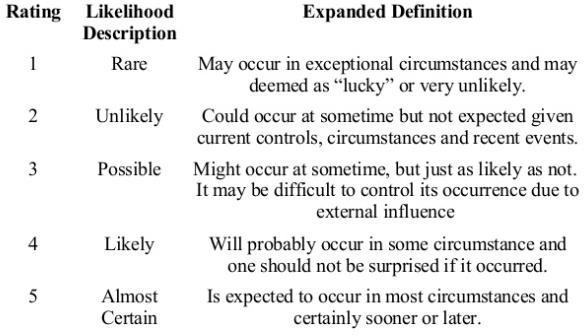 Rating Likelihood Expanded Definition
Description
1 Rare May occur in exceptional circumstances and may
deemed as “lucky” or very unlikely.
2 Unlikely Could occur at sometime but not expected given
current controls, circumstances and recent events.
3 Possible Might occur at sometime, but just as likely as not.
It may be difficult to control its occurrence due to
external influence
4 Likely Will probably occur in some circumstance and
one should not be surprised if it occurred.
5 Almost Is expected to occur in most circumstances and
Certain certainly sooner or later.